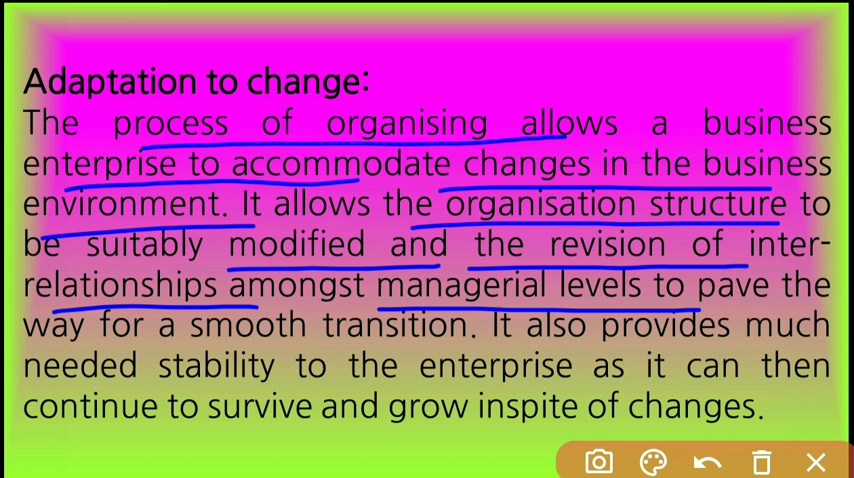 Adaptation to change:
The process of organising allows a business
enterprise to accommodate changes in the business
environment. It allows the organisation structure to
be suitably modified and the revision of inter-
relationships amongst managerial levels to pave the
way for a smooth transition. It also provides much
needed stability to the enterprise as it can then
continue to survive and grow inspite of changes.